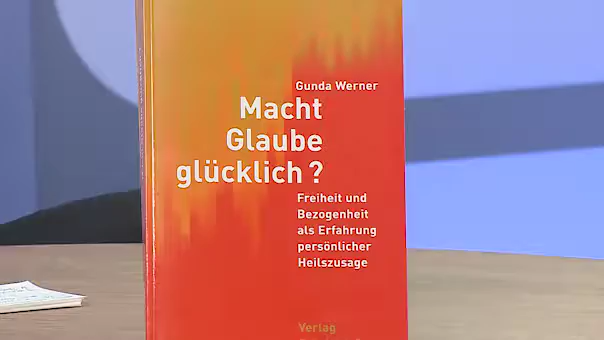 Gunda Werner
Macht
Glaube
glücklich ?
Freiheit und
Bezogenheit
als Erfahrung
persönlicher
Heilszusage
Verlag